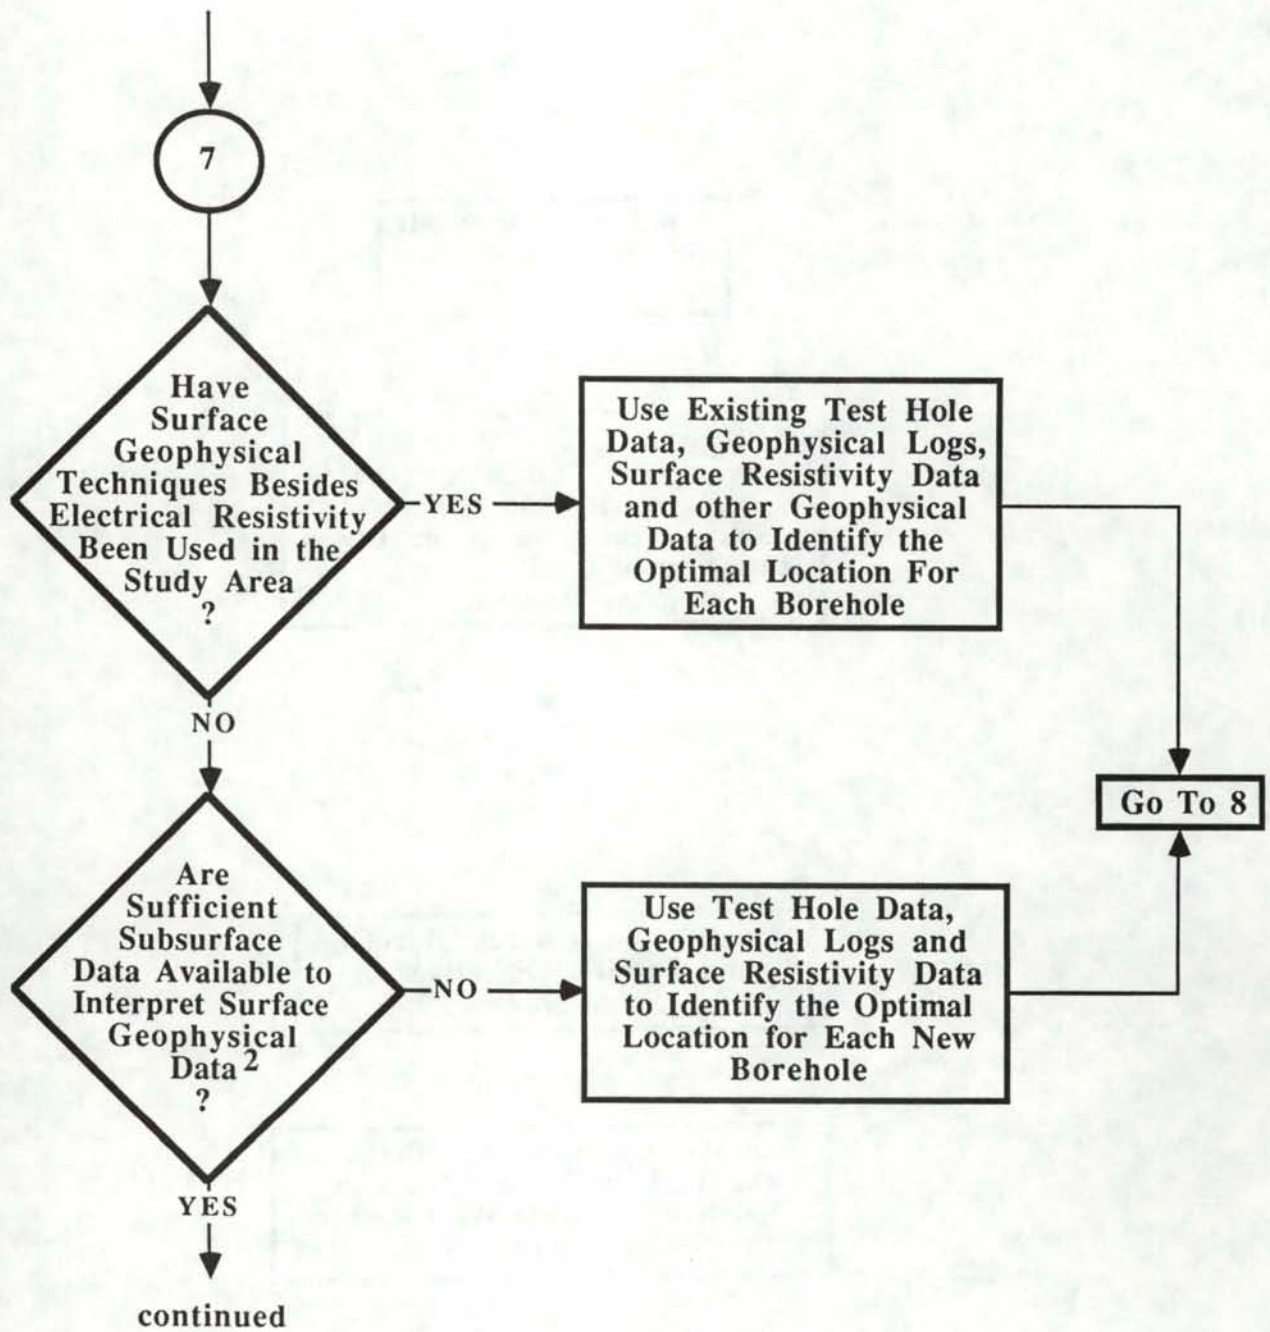 7
Have
Surface
Geophysical
Techniques Besides
Electrical Resistivity
Been Used in the
Study Area
?
YES
Use Existing Test Hole
Data, Geophysical Logs,
Surface Resistivity Data
and other Geophysical
Data to Identify the
Optimal Location For
Each Borehole
NO
Go To 8
Are
Sufficient
Subsurface
Data Available to
Interpret Surface
Geophysical
Data²
?
NO
Use Test Hole Data,
Geophysical Logs and
Surface Resistivity Data
to Identify the Optimal
Location for Each New
Borehole
YES
continued